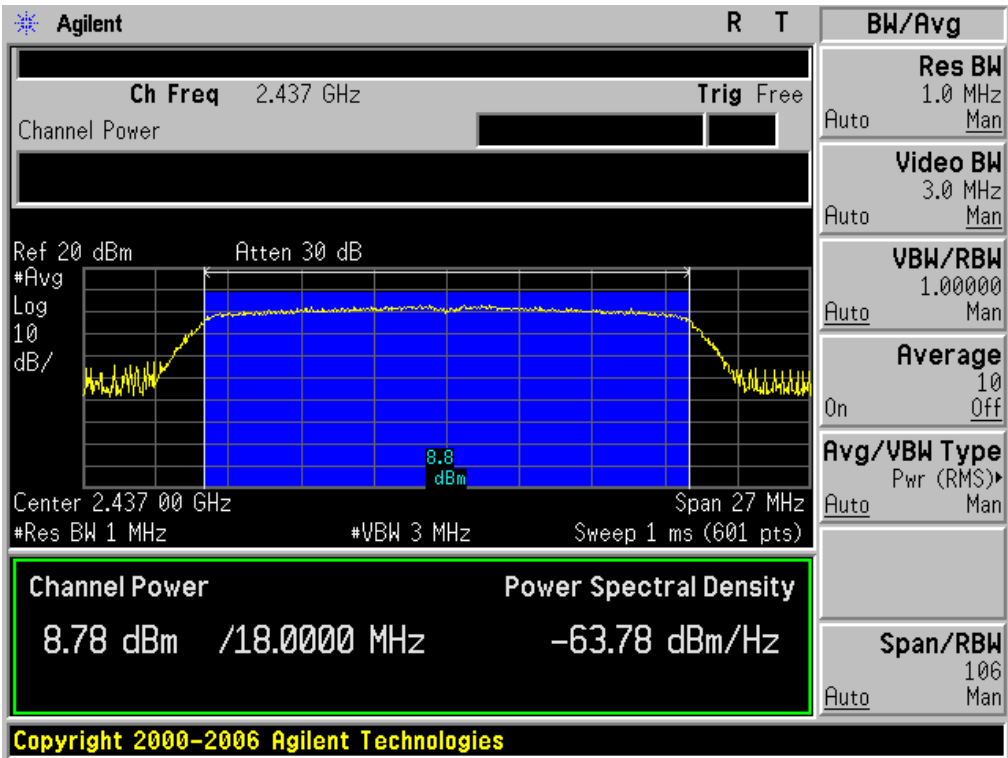 Agilent R T
Ch Freq 2.437 GHz Trig Free
Channel Power
Ref 20 dBm Atten 30 dB
#Avg
Log
10
dB/
8.8
dBm
Center 2.437 00 GHz Span 27 MHz
#Res BW 1 MHz #VBW 3 MHz Sweep 1 ms (601 pts)
Channel Power Power Spectral Density
8.78 dBm /18.0000 MHz -63.78 dBm/Hz
Copyright 2000-2006 Agilent Technologies
BW/Avg
Res BW
1.0 MHz
Auto Man
Video BW
3.0 MHz
Auto Man
VBW/RBW
1.00000
Auto Man
Average
10
On Off
Avg/VBW Type
Pwr (RMS)▸
Auto Man
Span/RBW
106
Auto Man